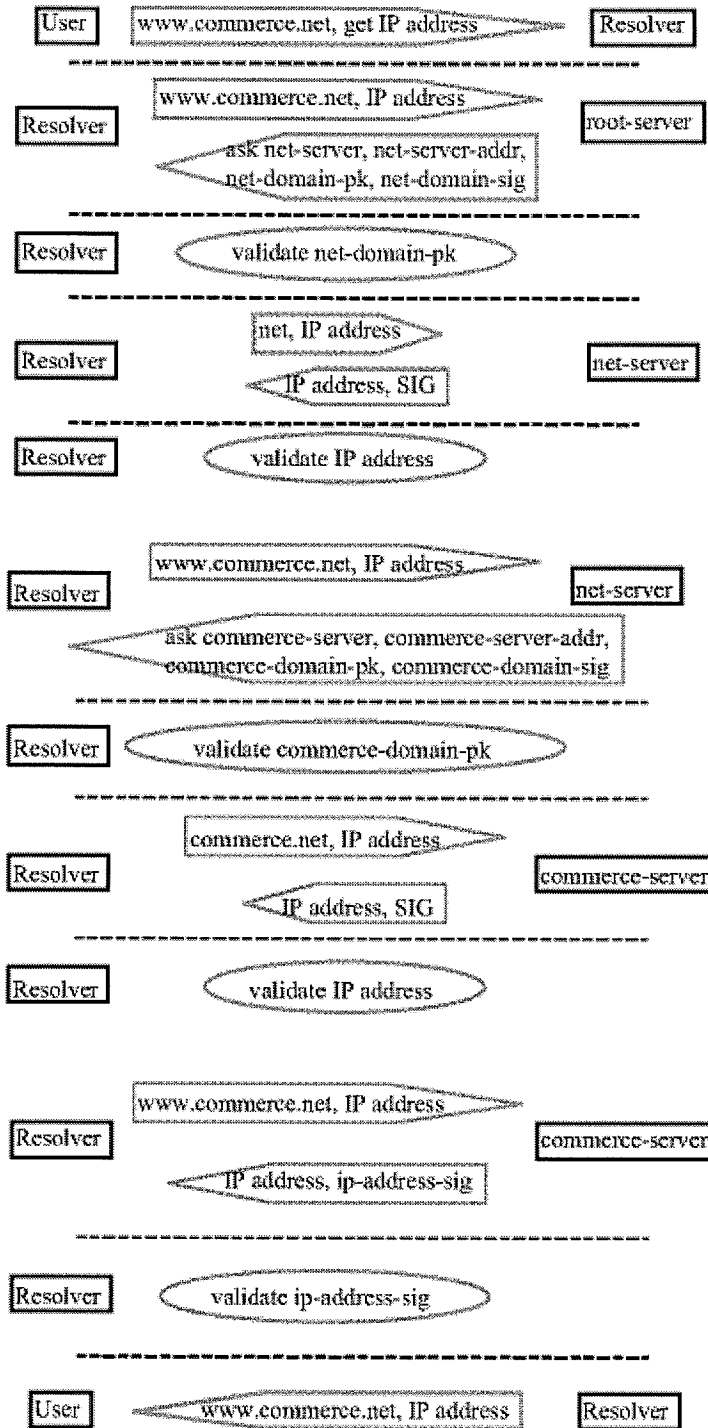 User www.commerce.net, get IP address Resolver
www.commerce.net, IP address
Resolver root-server
ask net-server, net-server-addr,
net-domain-pk, net-domain-sig
Resolver validate net-domain-pk
net, IP address
Resolver net-server
IP address, SIG
Resolver validate IP address
www.commerce.net, IP address
Resolver net-server
ask commerce-server, commerce-server-addr,
commerce-domain-pk, commerce-domain-sig
Resolver validate commerce-domain-pk
commerce.net, IP address
Resolver commerce-server
IP address, SIG
Resolver validate IP address
www.commerce.net, IP address
Resolver commerce-server
IP address, ip-address-sig
Resolver validate ip-address-sig
User www.commerce.net, IP address Resolver